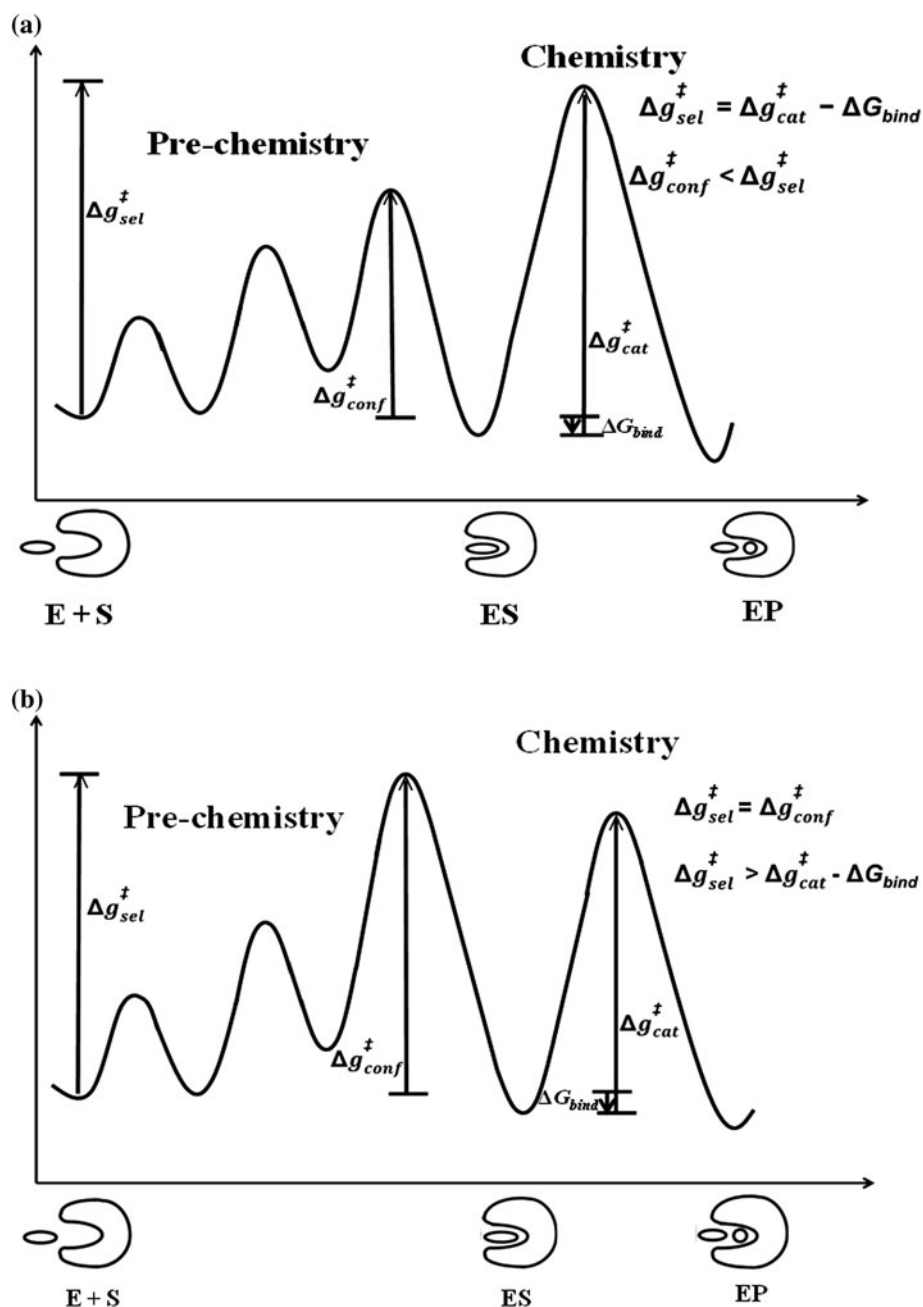 (a)
Chemistry
Δg‡sel = Δg‡cat − ΔGbind
Pre-chemistry
Δg‡conf < Δg‡sel
Δg‡sel
Δg‡cat
Δg‡conf
ΔGbind
E + S
ES
EP
(b)
Chemistry
Δg‡sel = Δg‡conf
Pre-chemistry
Δg‡sel > Δg‡cat - ΔGbind
Δg‡sel
Δg‡cat
Δg‡conf
ΔGbind
E + S
ES
EP